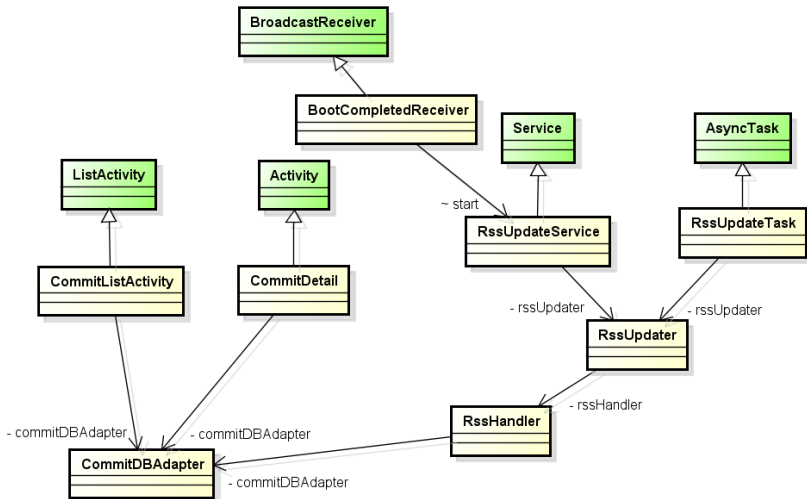 BroadcastReceiver
BootCompletedReceiver
Service
AsyncTask
ListActivity
Activity
~ start
RssUpdateService
RssUpdateTask
CommitListActivity
CommitDetail
- rssUpdater
- rssUpdater
RssUpdater
- rssHandler
RssHandler
- commitDBAdapter
- commitDBAdapter
CommitDBAdapter
- commitDBAdapter